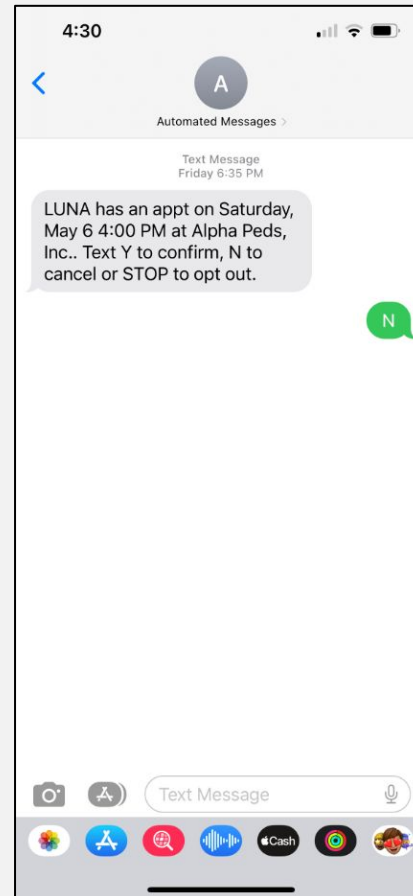 4:30
A
Automated Messages >
Text Message
Friday 6:35 PM
LUNA has an appt on Saturday,
May 6 4:00 PM at Alpha Peds,
Inc.. Text Y to confirm, N to
cancel or STOP to opt out.
N
Text Message
Cash